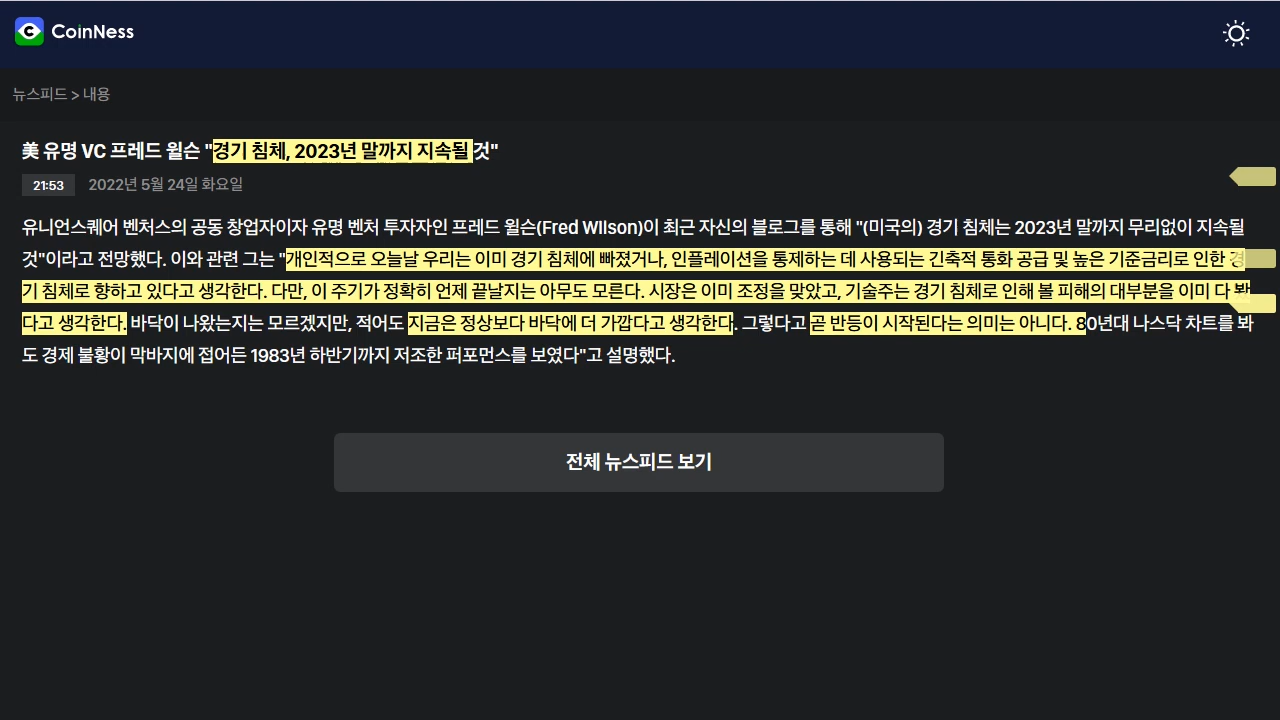 CoinNess
뉴스피드 > 내용
美 유명 VC 프레드 윌슨 "경기 침체, 2023년 말까지 지속될 것"
21:53 2022년 5월 24일 화요일
유니언스퀘어 벤처스의 공동 창업자이자 유명 벤처 투자자인 프레드 윌슨(Fred Wilson)이 최근 자신의 블로그를 통해 "(미국의) 경기 침체는 2023년 말까지 무리없이 지속될
것"이라고 전망했다. 이와 관련 그는 "개인적으로 오늘날 우리는 이미 경기 침체에 빠졌거나, 인플레이션을 통제하는 데 사용되는 긴축적 통화 공급 및 높은 기준금리로 인한 경
기 침체로 향하고 있다고 생각한다. 다만, 이 주기가 정확히 언제 끝날지는 아무도 모른다. 시장은 이미 조정을 맞았고, 기술주는 경기 침체로 인해 볼 피해의 대부분을 이미 다 봤
다고 생각한다. 바닥이 나왔는지는 모르겠지만, 적어도 지금은 정상보다 바닥에 더 가깝다고 생각한다. 그렇다고 곧 반등이 시작된다는 의미는 아니다. 80년대 나스닥 차트를 봐
도 경제 불황이 막바지에 접어든 1983년 하반기까지 저조한 퍼포먼스를 보였다"고 설명했다.
전체 뉴스피드 보기